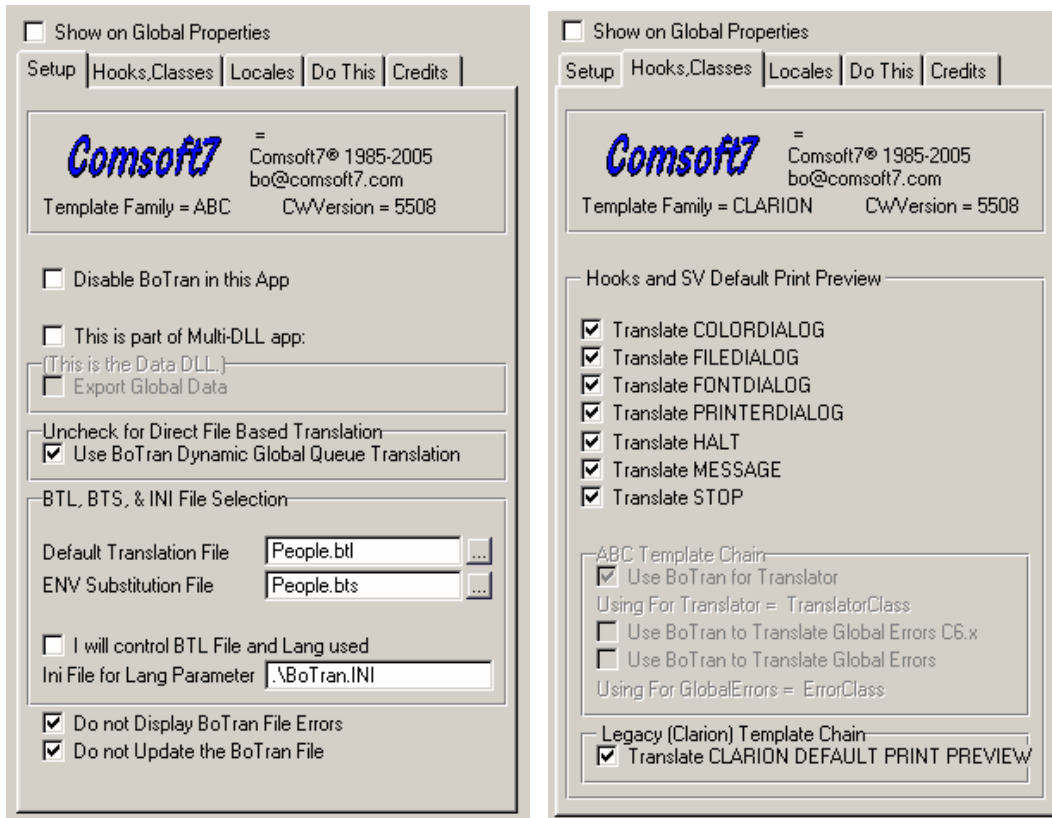 Show on Global Properties
Setup Hooks,Classes Locales Do This Credits
Comsoft7
=
Comsoft7® 1985-2005
bo@comsoft7.com
Template Family = ABC CWVersion = 5508
Disable BoTran in this App
This is part of Multi-DLL app:
(This is the Data DLL.)
Export Global Data
Uncheck for Direct File Based Translation
Use BoTran Dynamic Global Queue Translation
BTL, BTS, & INI File Selection
Default Translation File People.btl ...
ENV Substitution File People.bts ...
I will control BTL File and Lang used
Ini File for Lang Parameter .\BoTran.INI
Do not Display BoTran File Errors
Do not Update the BoTran File
Show on Global Properties
Setup Hooks,Classes Locales Do This Credits
Comsoft7
=
Comsoft7® 1985-2005
bo@comsoft7.com
Template Family = CLARION CWVersion = 5508
Hooks and SV Default Print Preview
Translate COLORDIALOG
Translate FILEDIALOG
Translate FONTDIALOG
Translate PRINTERDIALOG
Translate HALT
Translate MESSAGE
Translate STOP
ABC Template Chain
Use BoTran for Translator
Using For Translator = TranslatorClass
Use BoTran to Translate Global Errors C6.x
Use BoTran to Translate Global Errors
Using For GlobalErrors = ErrorClass
Legacy (Clarion) Template Chain
Translate CLARION DEFAULT PRINT PREVIEW